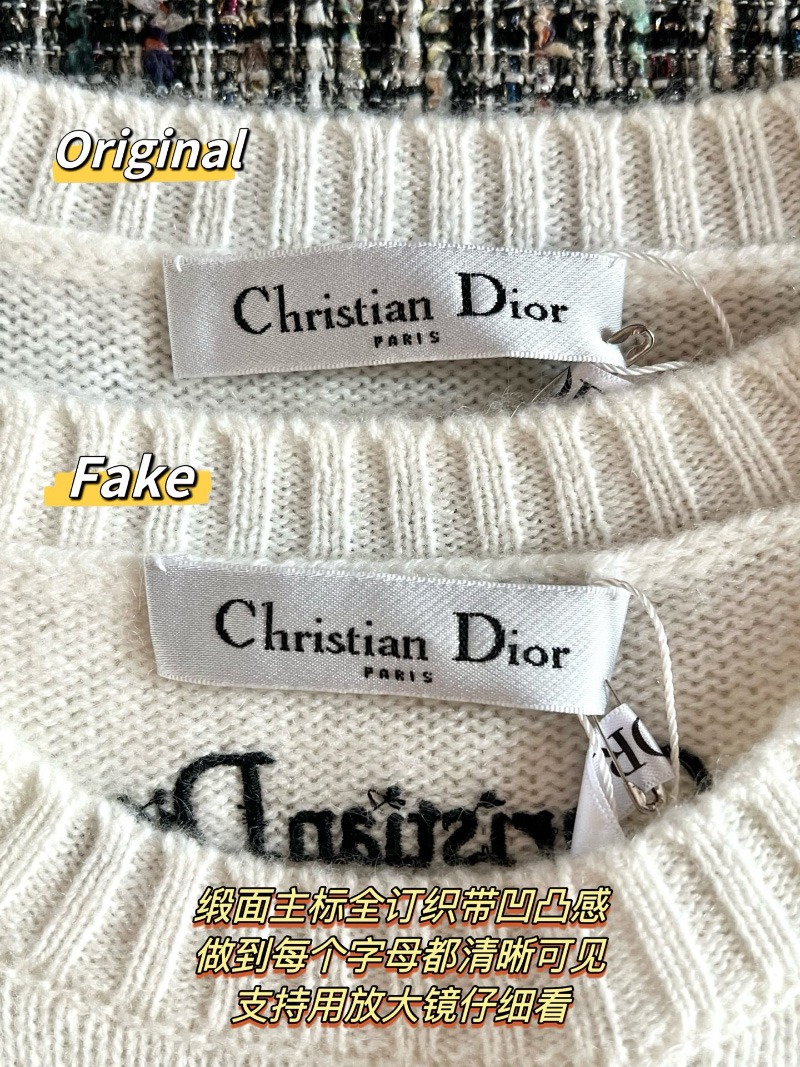 Original
Christian Dior
PARIS
Fake
Christian Dior
PARIS
缎面主标全订织带凹凸感
做到每个字母都清晰可见
支持用放大镜仔细看